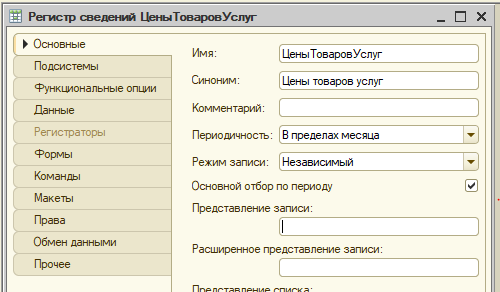 Регистр сведений ЦеныТоваровУслуг
Основные
Подсистемы
Функциональные опции
Данные
Регистраторы
Формы
Команды
Макеты
Права
Обмен данными
Прочее
Имя: ЦеныТоваровУслуг
Синоним: Цены товаров услуг
Комментарий:
Периодичность: В пределах месяца
Режим записи: Независимый
Основной отбор по периоду
Представление записи:
Расширенное представление записи:
Представление списка: